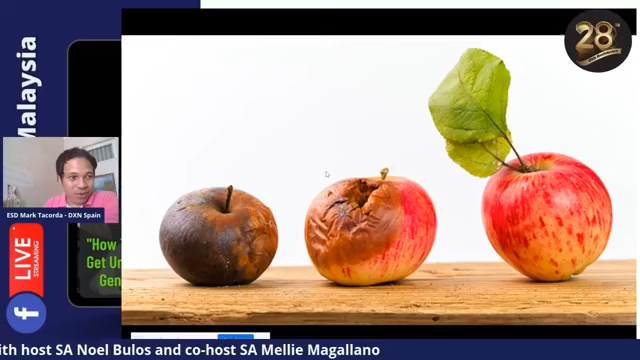 Malaysia
28
ESD Mark Tacorda - DXN Spain
LIVE
STREAMING
"How
Get Un
Gen
f
ith host SA Noel Bulos and co-host SA Mellie Magallano